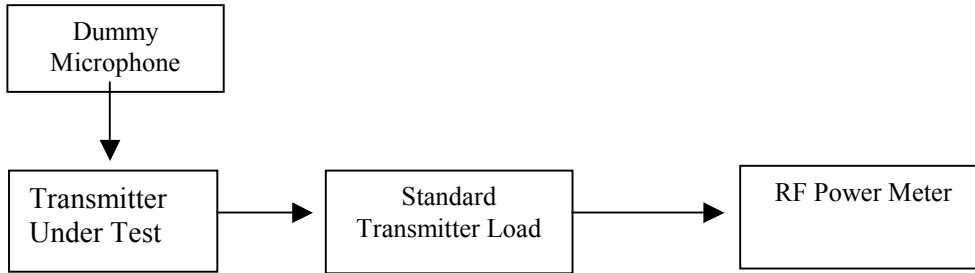 Dummy
Microphone
Transmitter
Under Test
Standard
Transmitter Load
RF Power Meter